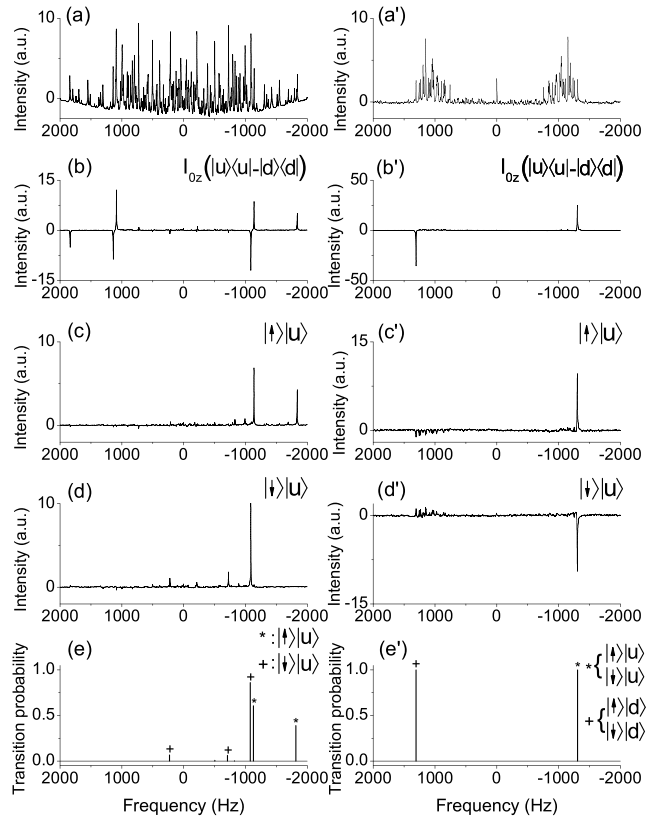 (a)
Intensity (a.u.)
10
0
2000 1000 0 -1000 -2000
(a')
Intensity (a.u.)
10
0
2000 1000 0 -1000 -2000
(b) I₀z(|u⟩⟨u|-|d⟩⟨d|)
Intensity (a.u.)
15
0
-15
2000 1000 0 -1000 -2000
(b') I₀z(|u⟩⟨u|-|d⟩⟨d|)
Intensity (a.u.)
50
0
-50
2000 1000 0 -1000 -2000
(c) |↑⟩|u⟩
Intensity (a.u.)
10
0
2000 1000 0 -1000 -2000
(c') |↑⟩|u⟩
Intensity (a.u.)
15
0
2000 1000 0 -1000 -2000
(d) |↓⟩|u⟩
Intensity (a.u.)
10
0
2000 1000 0 -1000 -2000
(d') |↓⟩|u⟩
Intensity (a.u.)
0
-15
2000 1000 0 -1000 -2000
(e)
* :|↑⟩|u⟩
+ :|↓⟩|u⟩
Transition probability
1.0
0.5
0.0
+ + + * *
2000 1000 0 -1000 -2000
Frequency (Hz)
(e')
* { |↑⟩|u⟩
|↓⟩|u⟩
+ { |↑⟩|d⟩
|↓⟩|d⟩
Transition probability
1.0
0.5
0.0
+ *
2000 1000 0 -1000 -2000
Frequency (Hz)